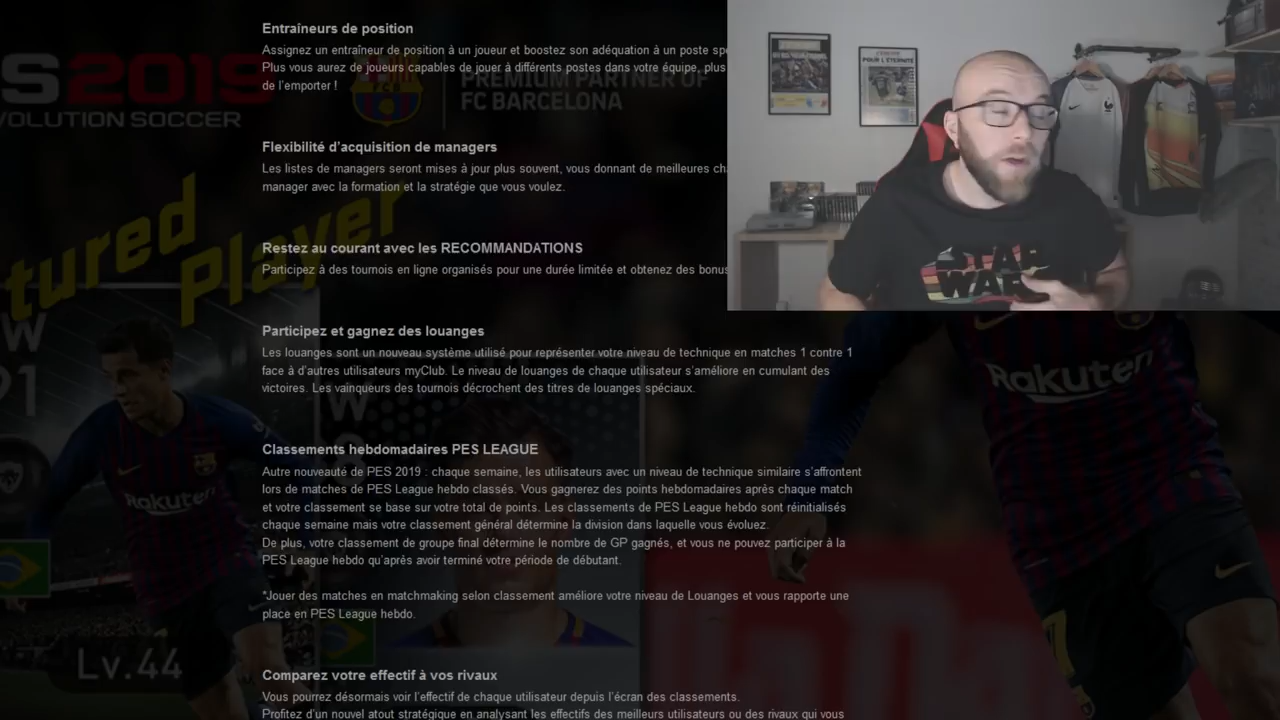 Entraîneurs de position
Assignez un entraîneur de position à un joueur et boostez son adéquation à un poste
Plus vous aurez de joueurs capables de jouer à différents postes dans votre équipe, plus
de l'emporter !
S 2019
VOLUTION SOCCER
PREMIUM PARTNER OF
FC BARCELONA
Flexibilité d'acquisition de managers
Les listes de managers seront mises à jour plus souvent, vous donnant de meilleures
manager avec la formation et la stratégie que vous voulez.
tured Player
Restez au courant avec les RECOMMANDATIONS
Participez à des tournois en ligne organisés pour une durée limitée et obtenez des bonus
Participez et gagnez des louanges
Les louanges sont un nouveau système utilisé pour représenter votre niveau de technique en matches 1 contre 1
face à d'autres utilisateurs myClub. Le niveau de louanges de chaque utilisateur s'améliore en cumulant des
victoires. Les vainqueurs des tournois décrochent des titres de louanges spéciaux.
Classements hebdomadaires PES LEAGUE
Autre nouveauté de PES 2019 : chaque semaine, les utilisateurs avec un niveau de technique similaire s'affrontent
lors de matches de PES League hebdo classés. Vous gagnerez des points hebdomadaires après chaque match
et votre classement se base sur votre total de points. Les classements de PES League hebdo sont réinitialisés
chaque semaine mais votre classement général détermine la division dans laquelle vous évoluez.
De plus, votre classement de groupe final détermine le nombre de GP gagnés, et vous ne pouvez participer à la
PES League hebdo qu'après avoir terminé votre période de débutant.
*Jouer des matches en matchmaking selon classement améliore votre niveau de Louanges et vous rapporte une
place en PES League hebdo.
Comparez votre effectif à vos rivaux
Vous pourrez désormais voir l'effectif de chaque utilisateur depuis l'écran des classements.
Profitez d'un nouvel atout stratégique en analysant les effectifs des meilleurs utilisateurs ou des rivaux qui vous
W
91
Rakuten
Lv.44
W
Rakuten
STAR
WARS
POUR L'ÉTERNITÉ